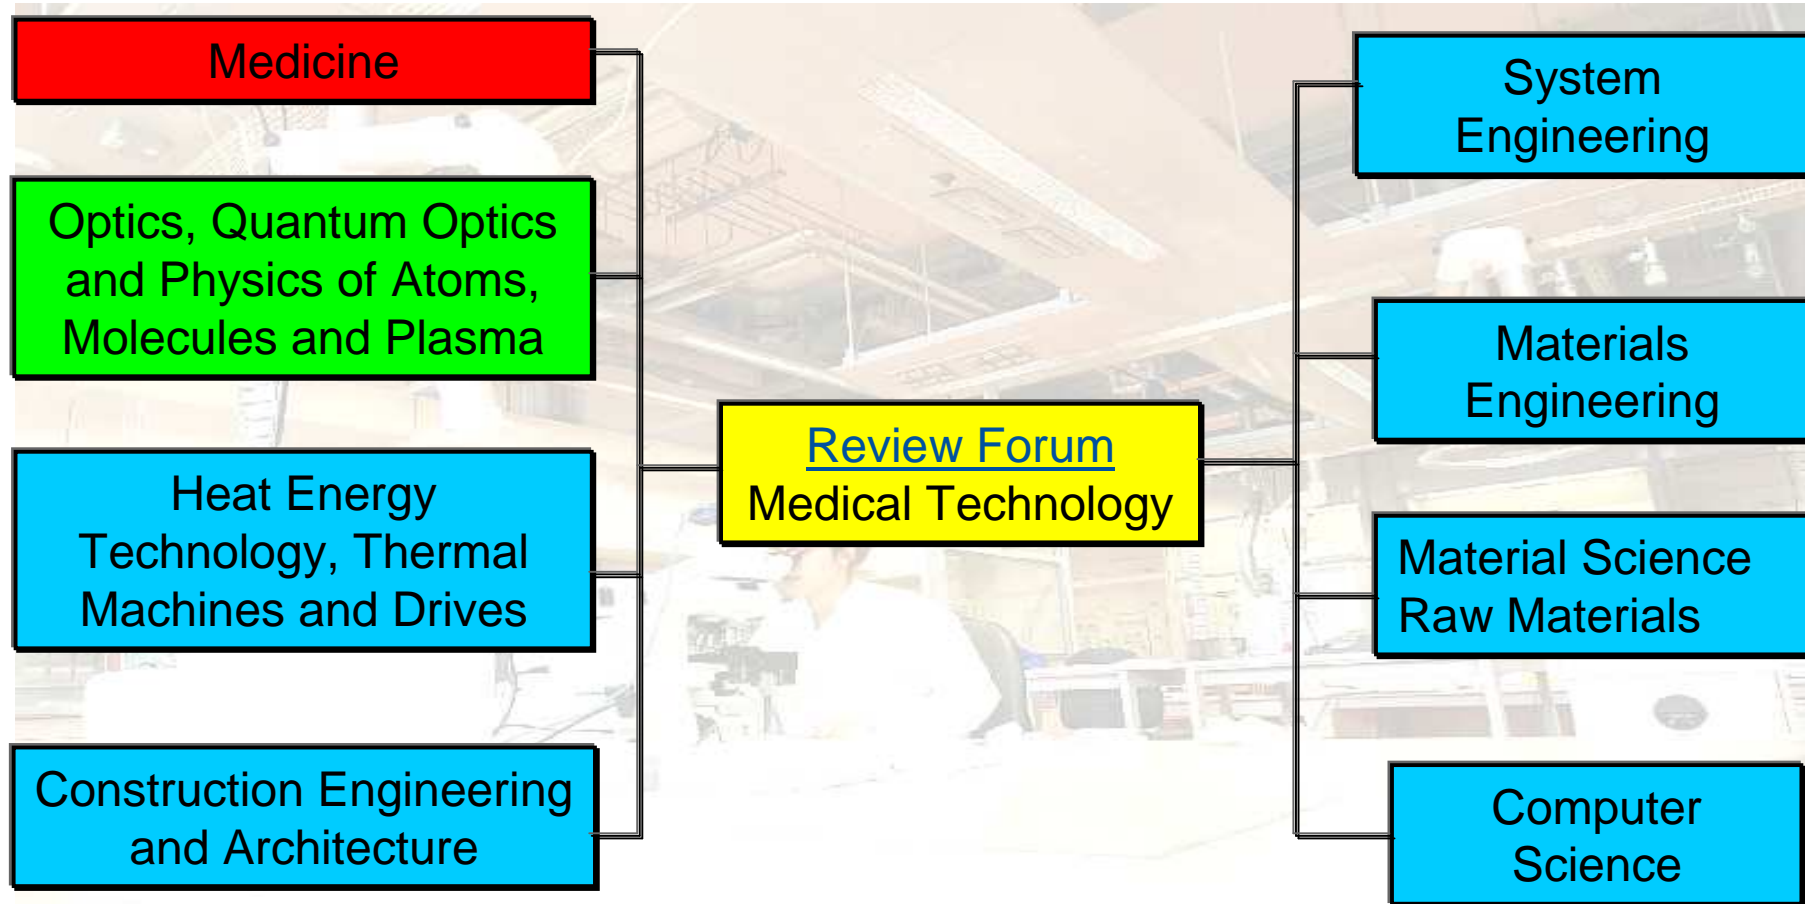 Medicine
Optics, Quantum Optics
and Physics of Atoms,
Molecules and Plasma
Heat Energy
Technology, Thermal
Machines and Drives
Construction Engineering
and Architecture
Review Forum
Medical Technology
System
Engineering
Materials
Engineering
Material Science
Raw Materials
Computer
Science